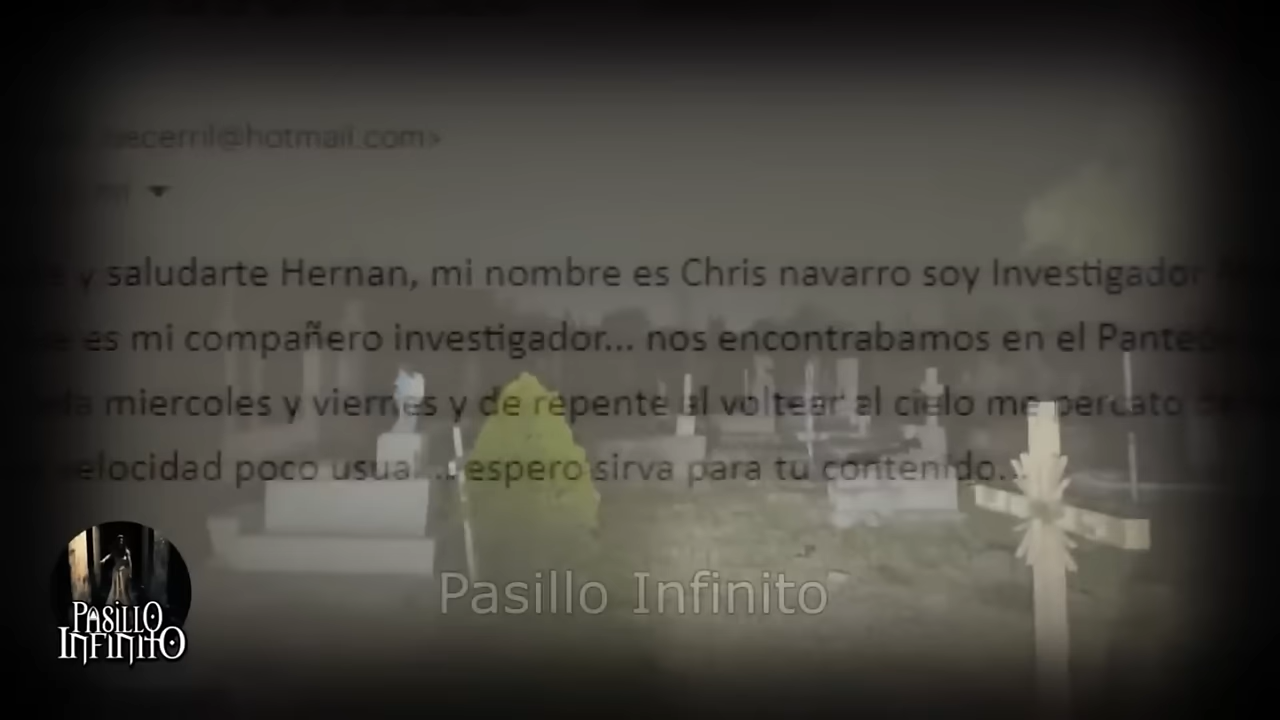 ecerril@hotmail.com>
y saludarte Hernan, mi nombre es Chris navarro soy Investigador
es mi compañero investigador... nos encontrabamos en el
miercoles y viernes y de repente al voltear al cielo me percato
velocidad poco usual... espero sirva para tu contenido...
Pasillo Infinito
PASILLO
INFINITO